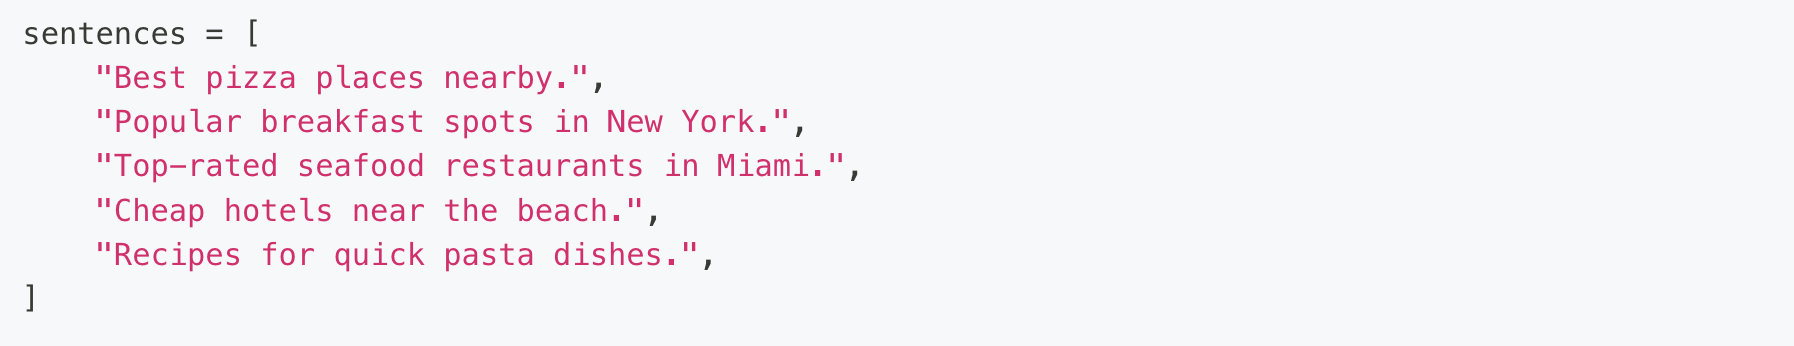 sentences = [
    "Best pizza places nearby.",
    "Popular breakfast spots in New York.",
    "Top-rated seafood restaurants in Miami.",
    "Cheap hotels near the beach.",
    "Recipes for quick pasta dishes.",
]